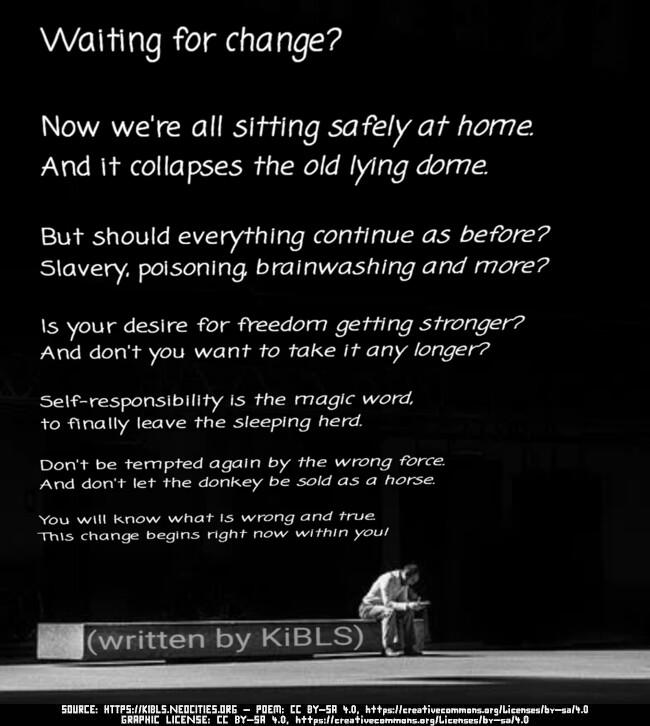 Waiting for change?
Now we're all sitting safely at home.
And it collapses the old lying dome.
But should everything continue as before?
Slavery, poisoning, brainwashing and more?
Is your desire for freedom getting stronger?
And don't you want to take it any longer?
Self-responsibility is the magic word,
to finally leave the sleeping herd.
Don't be tempted again by the wrong force.
And don't let the donkey be sold as a horse.
You will know what is wrong and true.
This change begins right now within you!
(written by KiBLS)
SOURCE: HTTPS://KIBLS.NEOCITIES.ORG – POEM: CC BY-SA 4.0, https://creativecommons.org/licenses/by-sa/4.0
GRAPHIC LICENSE: CC BY-SA 4.0, https://creativecommons.org/licenses/by-sa/4.0